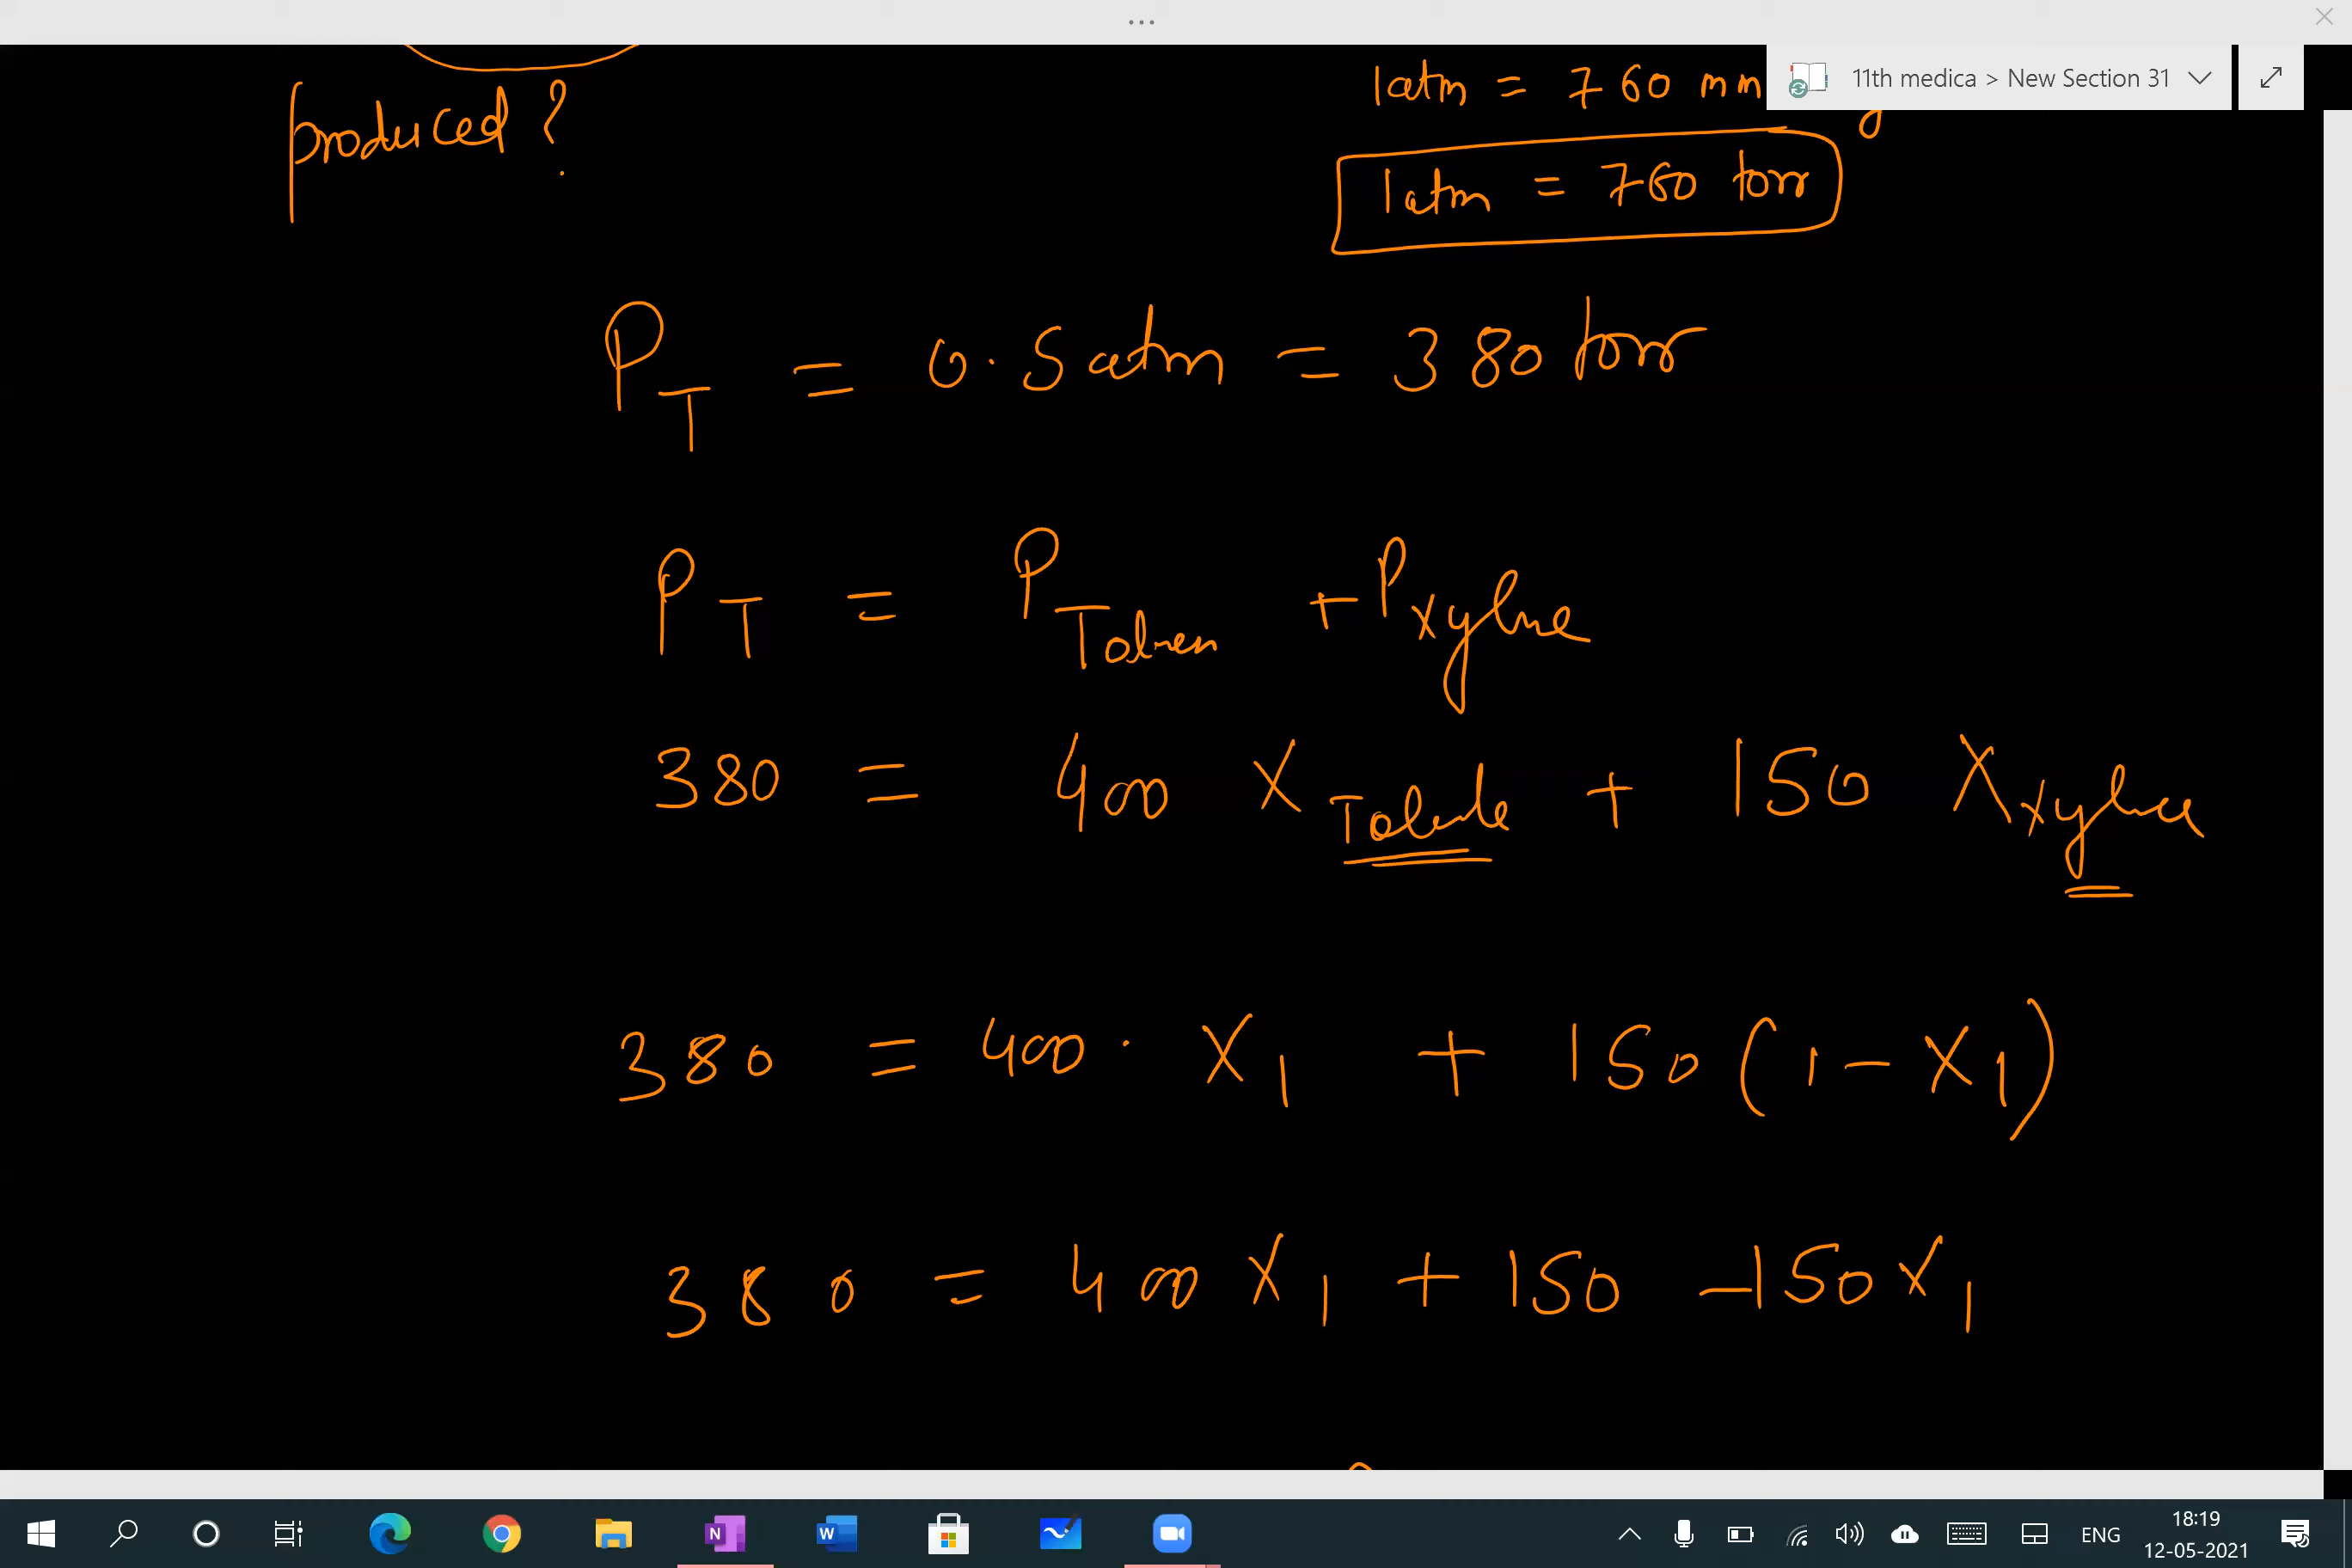 ...
11th medica > New Section 31
1atm = 760 mm
produced ?
1atm = 760 torr
P_T = 0.5 atm = 380 torr
P_T = P_Toluen + P_Xylene
380 = 400 X_Toluene + 150 X_Xylene
380 = 400 . X_1 + 150 (1 - X_1)
380 = 400 X_1 + 150 - 150 X_1
N
W
ENG
18:19
12-05-2021